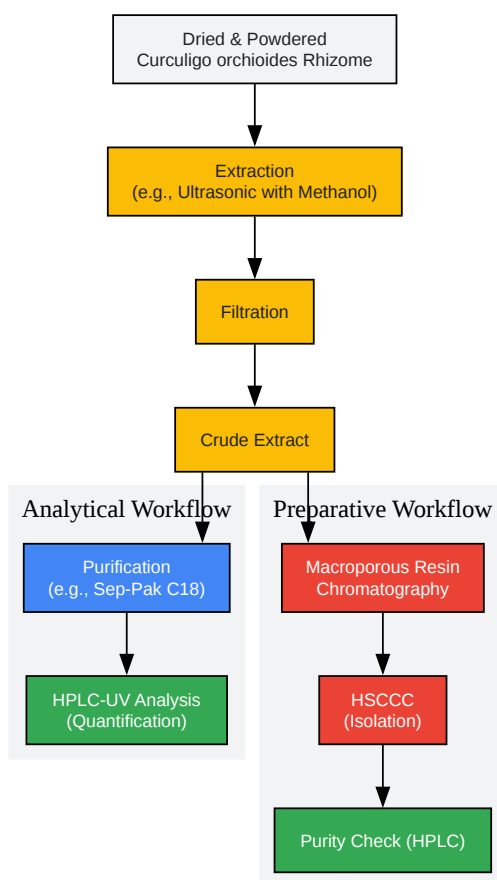 Dried & Powdered
Curculigo orchioides Rhizome
Extraction
(e.g., Ultrasonic with Methanol)
Filtration
Crude Extract
Analytical Workflow
Purification
(e.g., Sep-Pak C18)
HPLC-UV Analysis
(Quantification)
Preparative Workflow
Macroporous Resin
Chromatography
HSCCC
(Isolation)
Purity Check (HPLC)